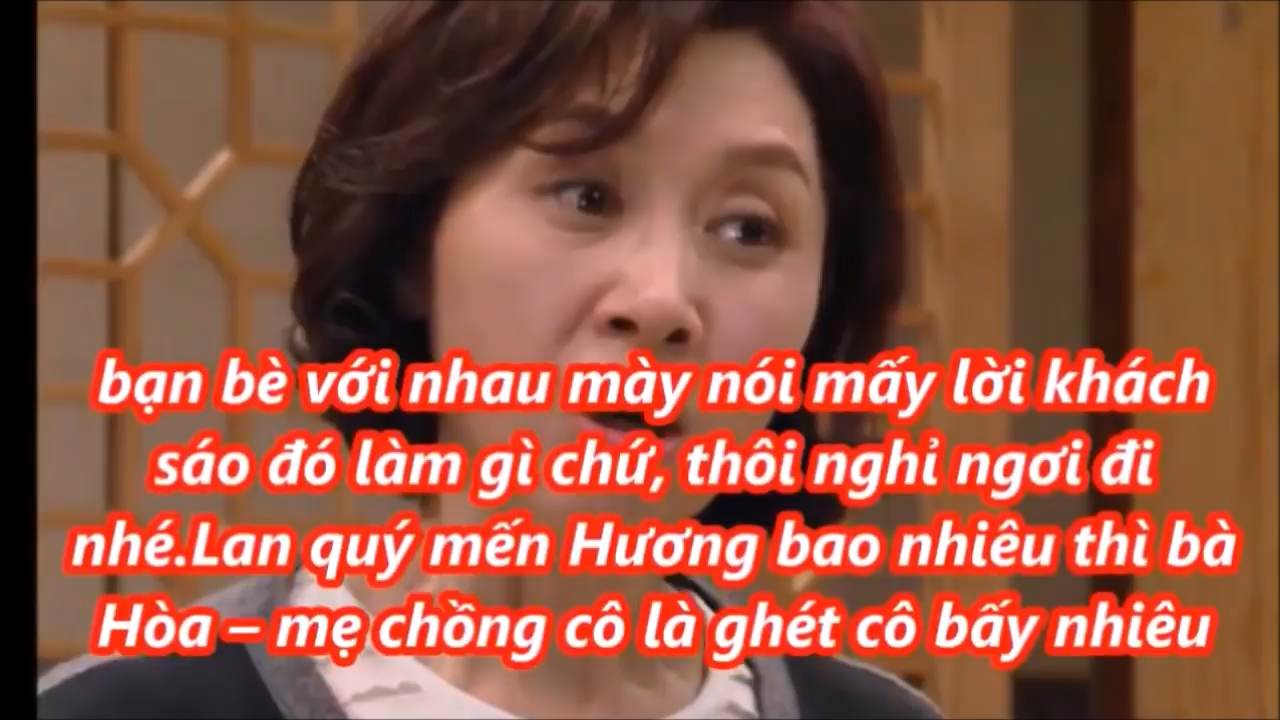 bạn bè với nhau mày nói mấy lời khách
sáo đó làm gì chứ, thôi nghỉ ngơi đi
nhé.Lan quý mến Hương bao nhiêu thì bà
Hòa – mẹ chồng cô là ghét cô bấy nhiêu